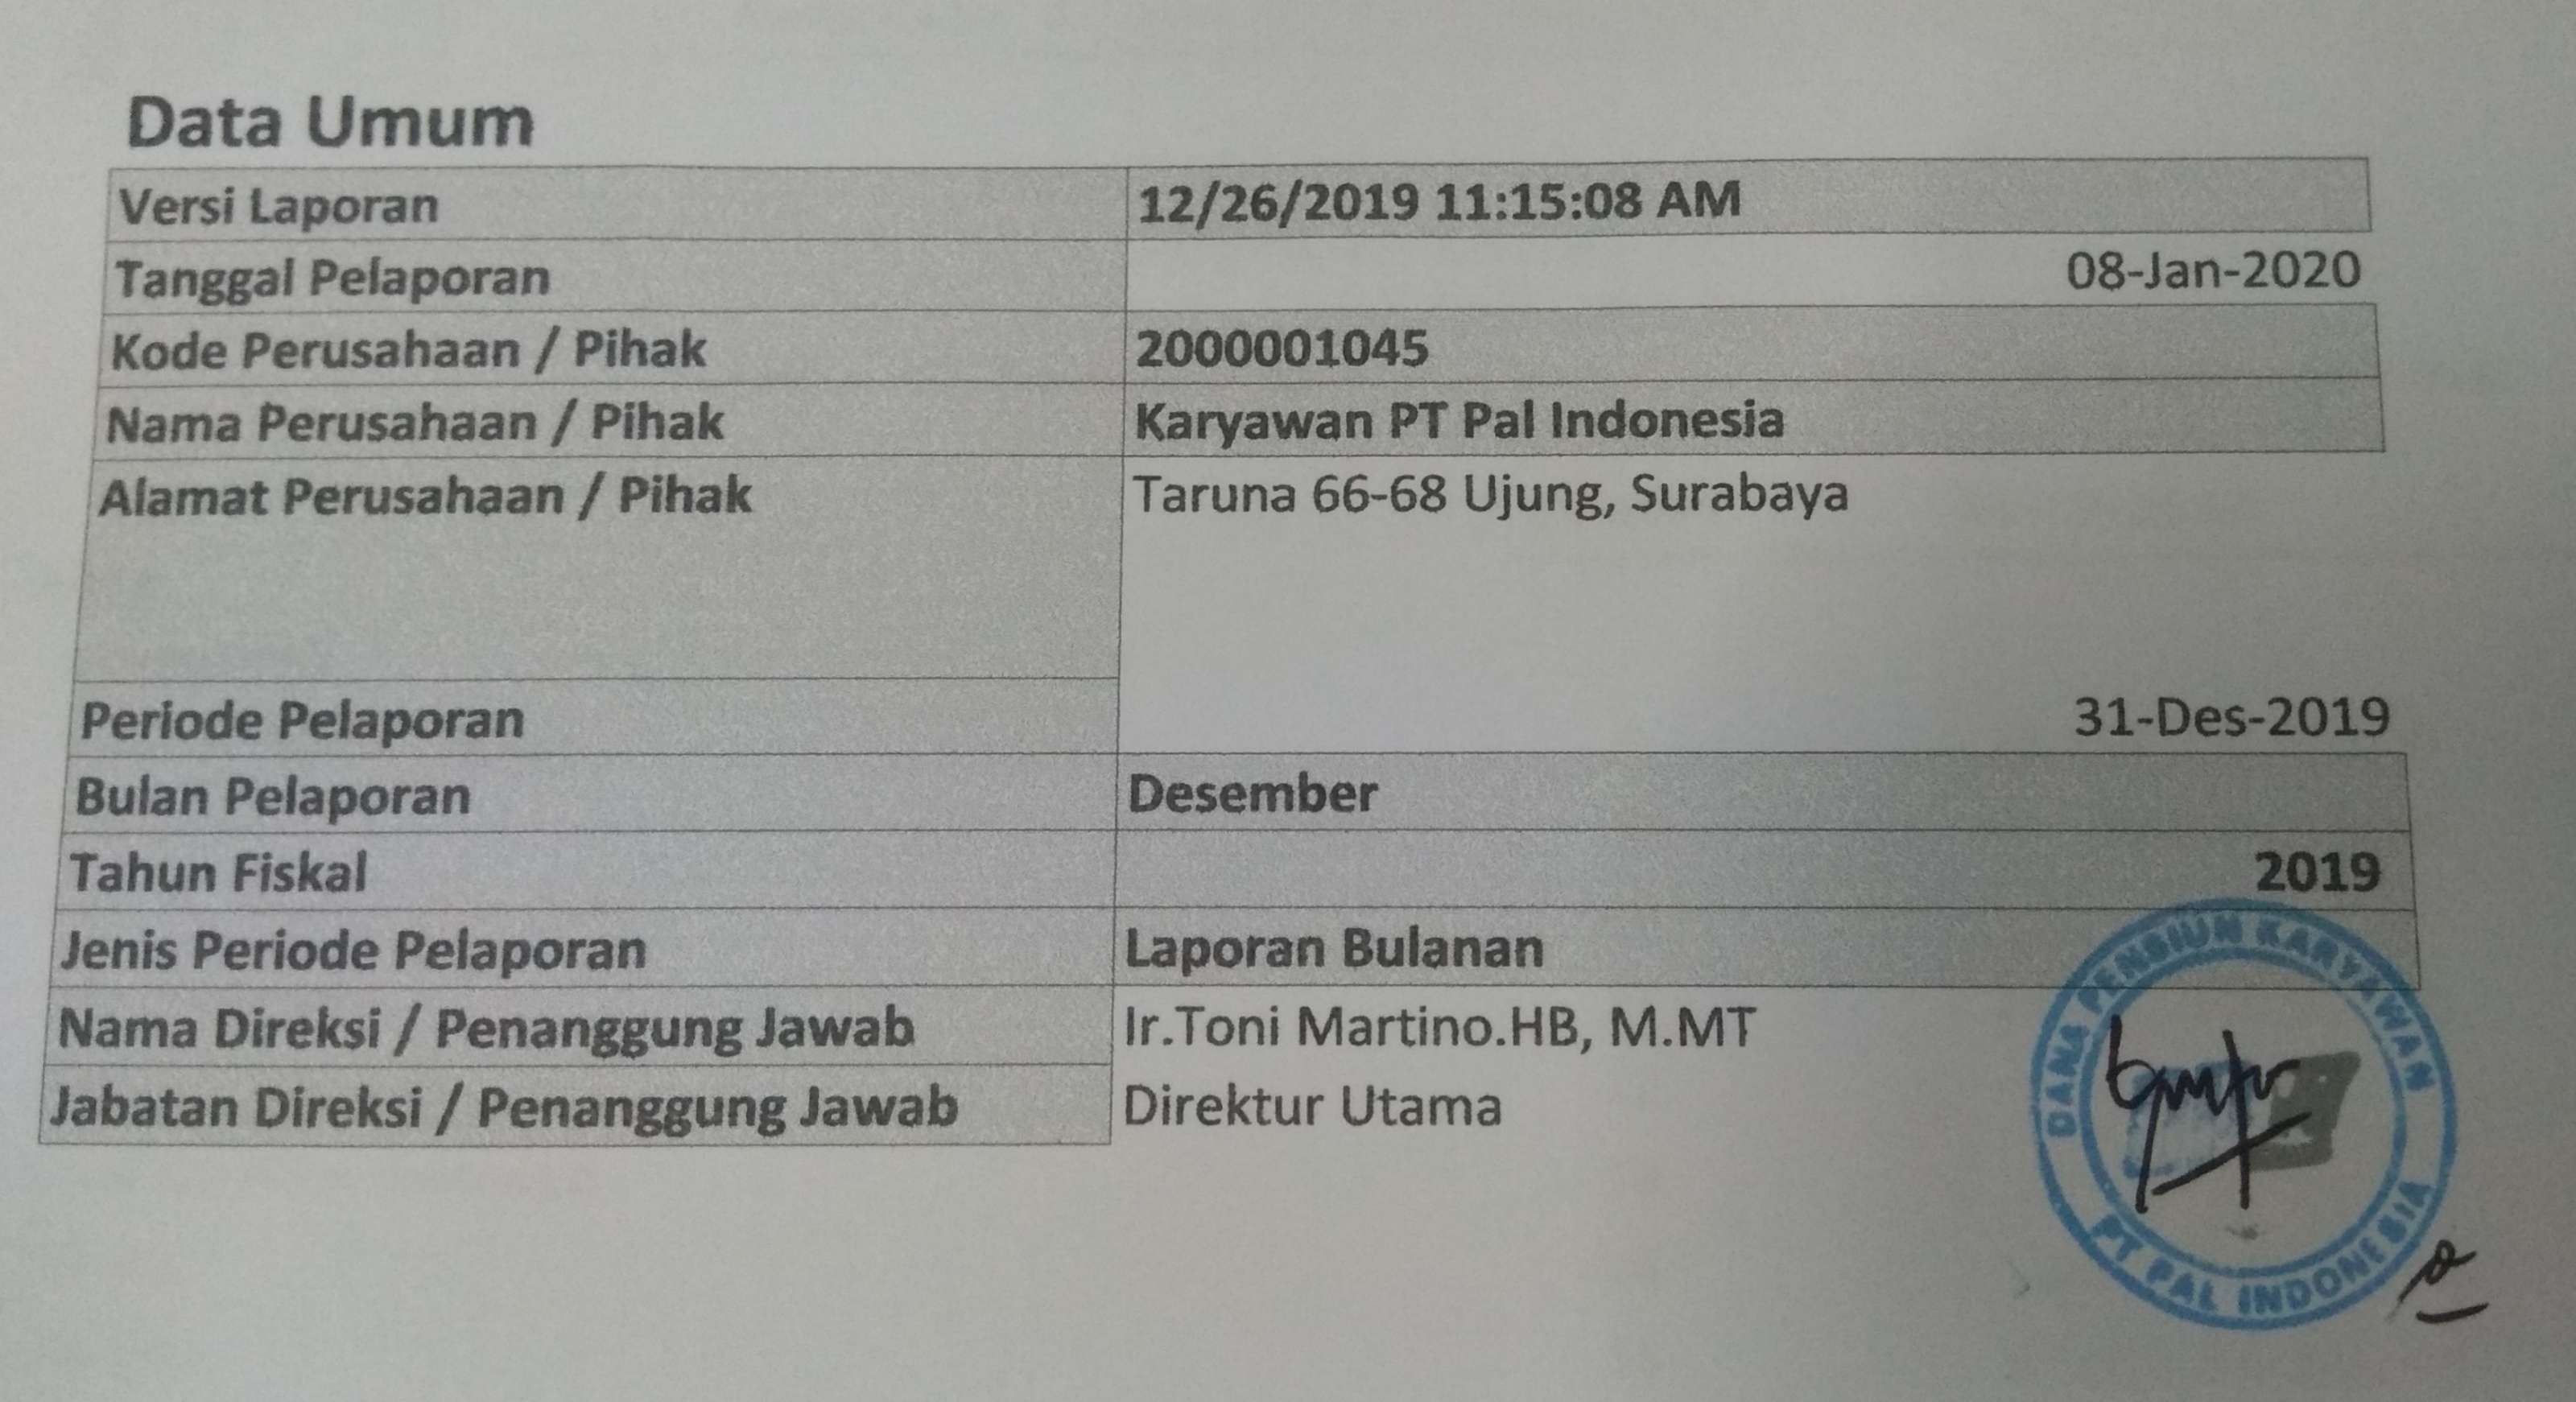 Data Umum
Versi Laporan 12/26/2019 11:15:08 AM
Tanggal Pelaporan 08-Jan-2020
Kode Perusahaan / Pihak 2000001045
Nama Perusahaan / Pihak Karyawan PT Pal Indonesia
Alamat Perusahaan / Pihak Taruna 66-68 Ujung, Surabaya
Periode Pelaporan 31-Des-2019
Bulan Pelaporan Desember
Tahun Fiskal 2019
Jenis Periode Pelaporan Laporan Bulanan
Nama Direksi / Penanggung Jawab Ir.Toni Martino.HB, M.MT
Jabatan Direksi / Penanggung Jawab Direktur Utama
DANA PENSIUN KARYAWAN
PT PAL INDONESIA